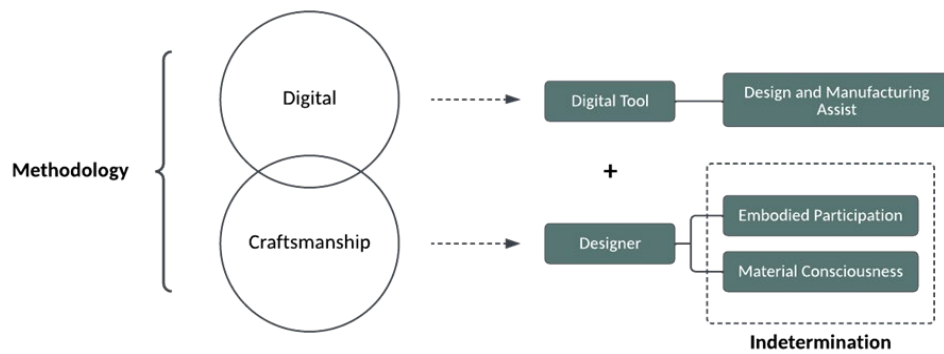 Methodology
Digital
Craftsmanship
Digital Tool
Design and Manufacturing
Assist
+
Designer
Embodied Participation
Material Consciousness
Indetermination